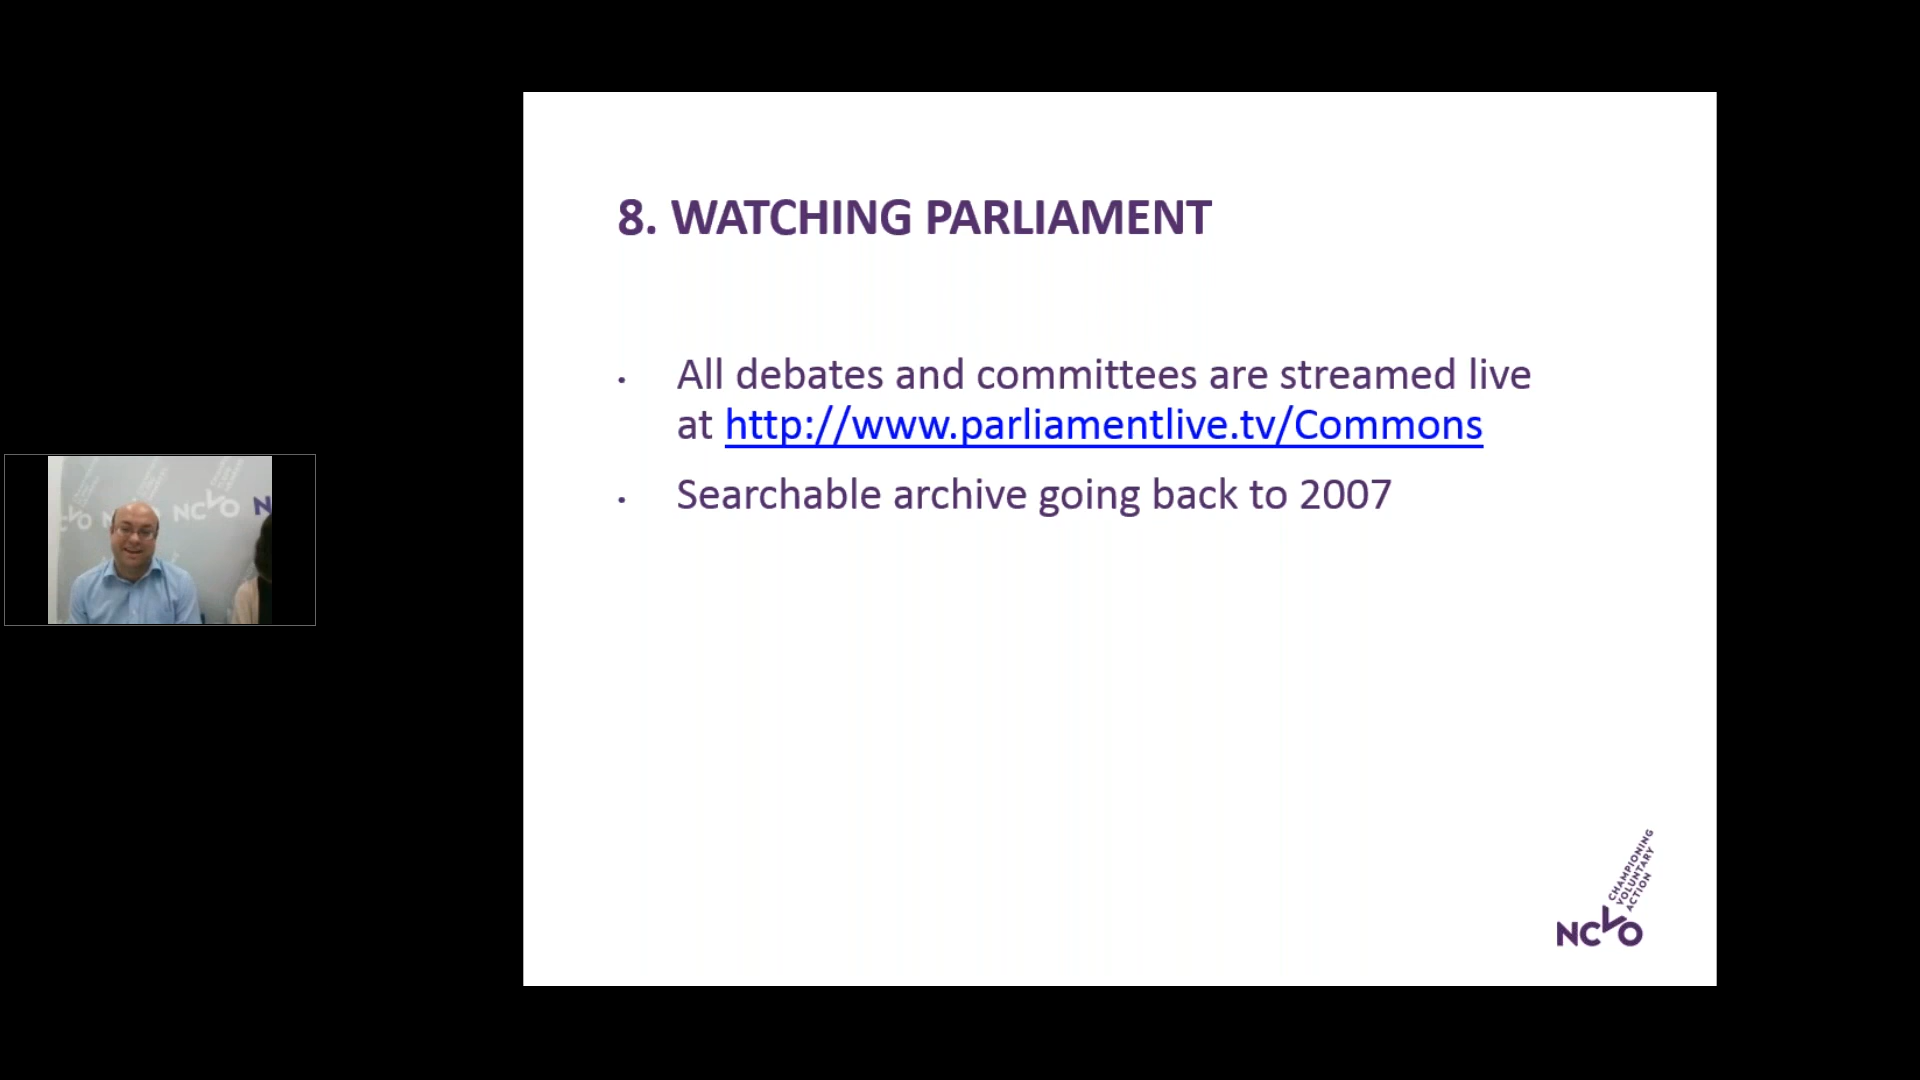 8. WATCHING PARLIAMENT
• All debates and committees are streamed live
at http://www.parliamentlive.tv/Commons
• Searchable archive going back to 2007
CHAMPIONING
VOLUNTARY
ACTION
NCVO
NCVO
N